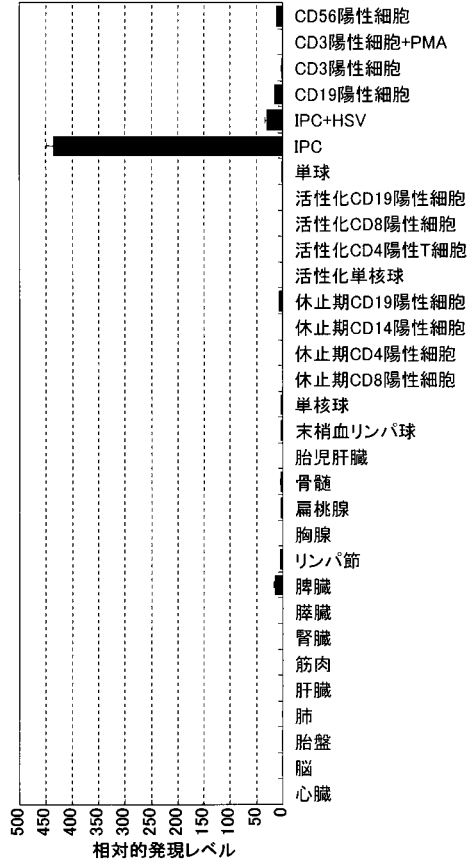 CD56陽性細胞
CD3陽性細胞+PMA
CD3陽性細胞
CD19陽性細胞
IPC+HSV
IPC
単球
活性化CD19陽性細胞
活性化CD8陽性細胞
活性化CD4陽性T細胞
活性化単核球
休止期CD19陽性細胞
休止期CD14陽性細胞
休止期CD4陽性細胞
休止期CD8陽性細胞
単核球
末梢血リンパ球
胎児肝臓
骨髄
扁桃腺
胸腺
リンパ節
脾臓
膵臓
腎臓
筋肉
肝臓
肺
胎盤
脳
心臓
500 450 400 350 300 250 200 150 100 50 0
相対的発現レベル